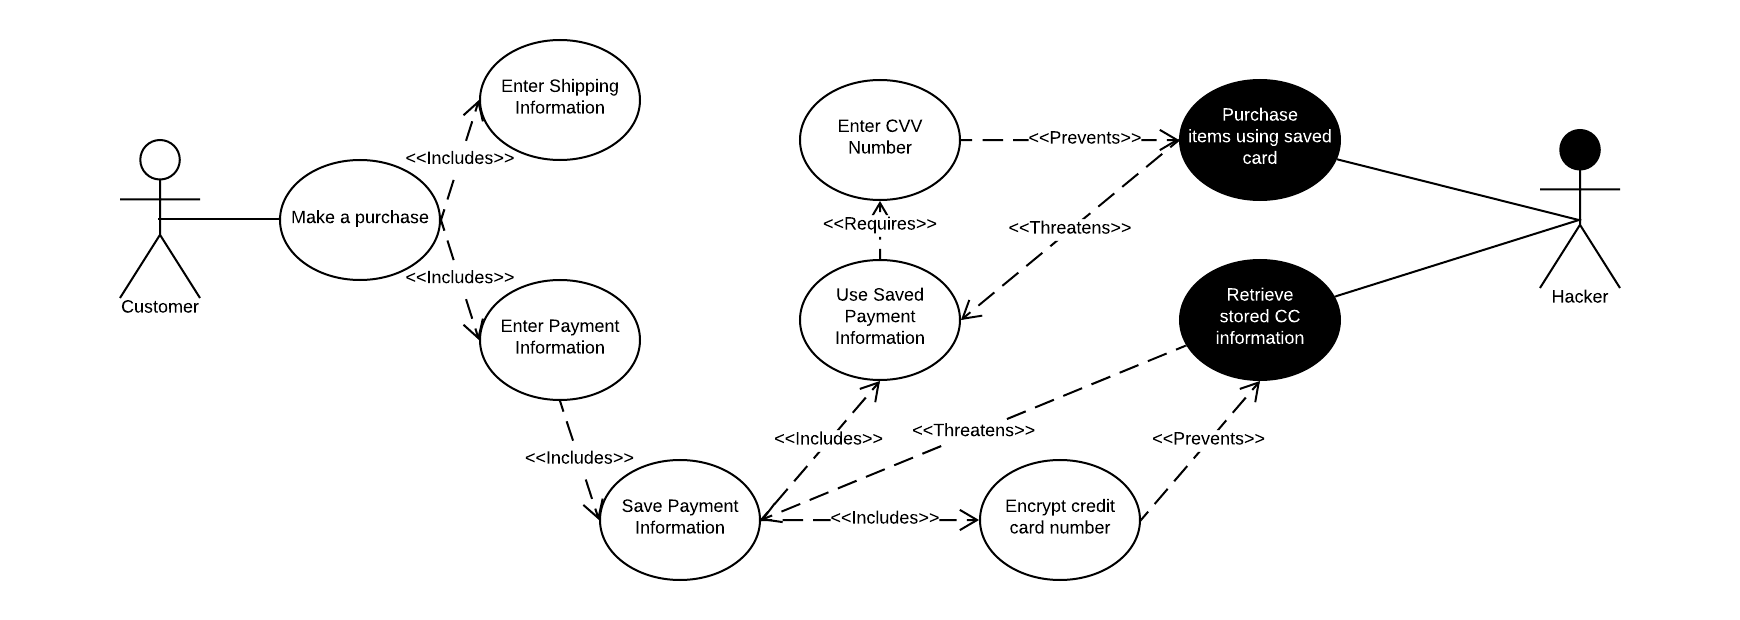 Enter Shipping
Information
<<Includes>>
Customer
Make a purchase
<<Includes>>
Enter Payment
Information
<<Includes>>
Save Payment
Information
Enter CVV
Number
<<Prevents>>
<<Requires>>
<<Threatens>>
Use Saved
Payment
Information
<<Includes>>
<<Threatens>>
<<Includes>>
Encrypt credit
card number
<<Prevents>>
Purchase
items using saved
card
Retrieve
stored CC
information
Hacker